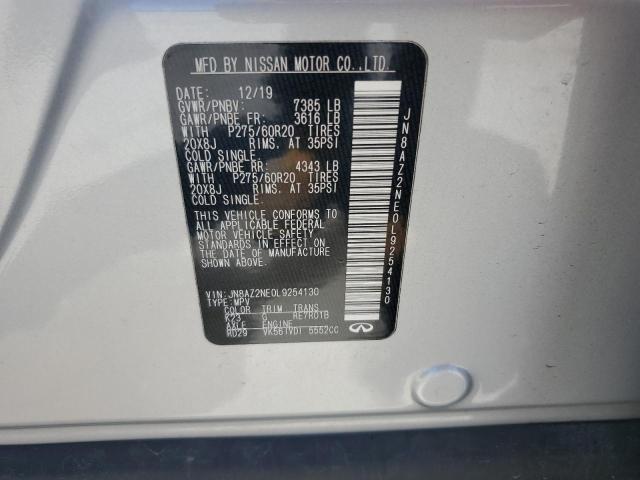 MFD BY NISSAN MOTOR CO.,LTD.
DATE: 12/19
GVWR/PNBV: 7385 LB
GAWR/PNBE FR: 3616 LB
WITH P275/60R20 TIRES
20X8J RIMS. AT 35PSI
COLD SINGLE.
GAWR/PNBE RR: 4343 LB
WITH P275/60R20 TIRES
20X8J RIMS. AT 35PSI
COLD SINGLE.
THIS VEHICLE CONFORMS TO
ALL APPLICABLE FEDERAL
MOTOR VEHICLE SAFETY
STANDARDS IN EFFECT ON
THE DATE OF MANUFACTURE
SHOWN ABOVE.
VIN: JN8AZ2NE0L9254130
TYPE: MPV
COLOR TRIM TRANS
K23 G RE7R01B
AXLE ENGINE
RD29 VK56(VD) 5552CC
JN8AZ2NE0L9254130